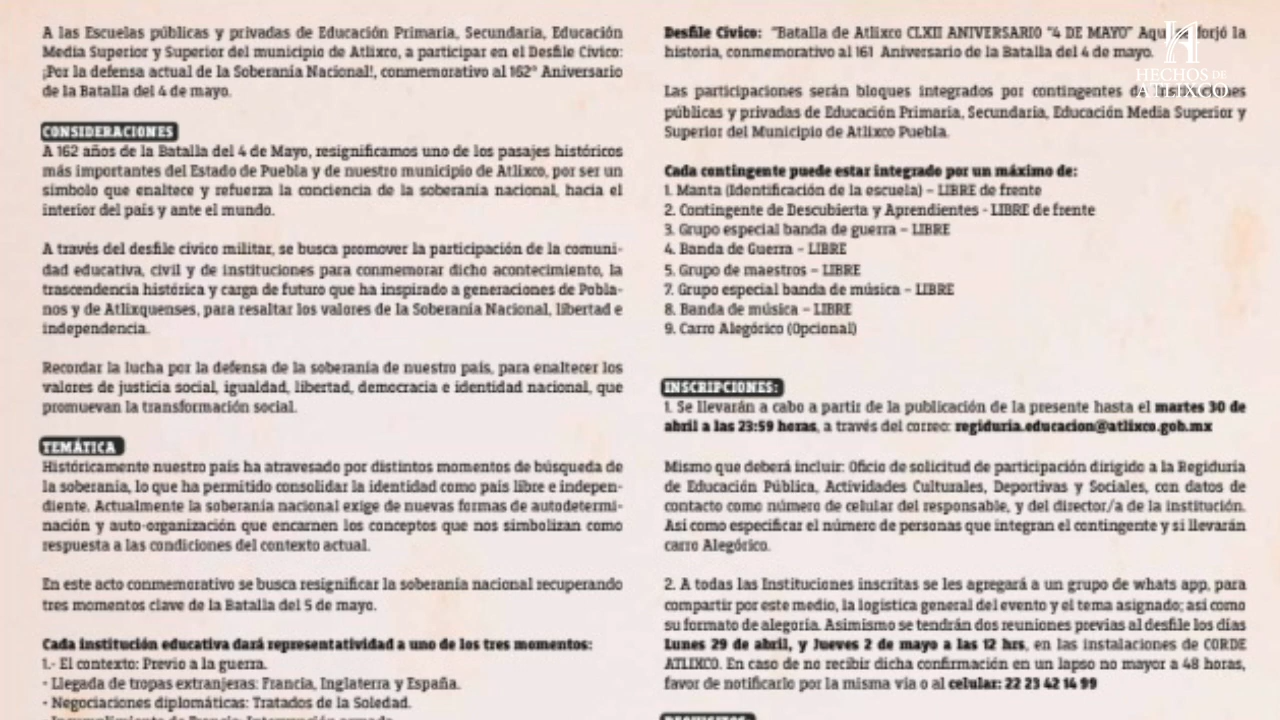 A las Escuelas públicas y privadas de Educación Primaria, Secundaria, Educación
Media Superior y Superior del municipio de Atlixco, a participar en el Desfile Cívico:
¡Por la defensa actual de la Soberanía Nacional!, conmemorativo al 162° Aniversario
de la Batalla del 4 de mayo.
CONSIDERACIONES
A 162 años de la Batalla del 4 de Mayo, resignificamos uno de los pasajes históricos
más importantes del Estado de Puebla y de nuestro municipio de Atlixco, por ser un
símbolo que enaltece y refuerza la conciencia de la soberanía nacional, hacia el
interior del país y ante el mundo.
A través del desfile cívico militar, se busca promover la participación de la comuni-
dad educativa, civil y de instituciones para conmemorar dicho acontecimiento, la
trascendencia histórica y carga de futuro que ha inspirado a generaciones de Pobla-
nos y de Atlixquenses, para resaltar los valores de la Soberanía Nacional, libertad e
independencia.
Recordar la lucha por la defensa de la soberanía de nuestro país, para enaltecer los
valores de justicia social, igualdad, libertad, democracia e identidad nacional, que
promuevan la transformación social.
TEMÁTICA
Históricamente nuestro país ha atravesado por distintos momentos de búsqueda de
la soberanía, lo que ha permitido consolidar la identidad como país libre e indepen-
diente. Actualmente la soberanía nacional exige de nuevas formas de autodetermi-
nación y auto-organización que encarnen los conceptos que nos simbolizan como
respuesta a las condiciones del contexto actual.
En este acto conmemorativo se busca resignificar la soberanía nacional recuperando
tres momentos clave de la Batalla del 5 de mayo.
Cada institución educativa dará representatividad a uno de los tres momentos:
1.- El contexto: Previo a la guerra.
- Llegada de tropas extranjeras: Francia, Inglaterra y España.
- Negociaciones diplomáticas: Tratados de la Soledad.
- Incumplimiento de Francia: Intervención armada.
Desfile Cívico: "Batalla de Atlixco CLXII ANIVERSARIO "4 DE MAYO" forjó la
historia, conmemorativo al 161 Aniversario de la Batalla del 4 de mayo.
Las participaciones serán bloques integrados por contingentes
públicas y privadas de Educación Primaria, Secundaria, Educación Media Superior y
Superior del Municipio de Atlixco Puebla.
Cada contingente puede estar integrado por un máximo de:
1. Manta (Identificación de la escuela) – LIBRE de frente
2. Contingente de Descubierta y Aprendientes - LIBRE de frente
3. Grupo especial banda de guerra – LIBRE
4. Banda de Guerra – LIBRE
5. Grupo de maestros – LIBRE
7. Grupo especial banda de música – LIBRE
8. Banda de música – LIBRE
9. Carro Alegórico (Opcional)
INSCRIPCIONES:
1. Se llevarán a cabo a partir de la publicación de la presente hasta el martes 30 de
abril a las 23:59 horas, a través del correo: regiduria.educacion@atlixco.gob.mx
Mismo que deberá incluir: Oficio de solicitud de participación dirigido a la Regiduría
de Educación Pública, Actividades Culturales, Deportivas y Sociales, con datos de
contacto como número de celular del responsable, y del director/a de la institución.
Así como especificar el número de personas que integran el contingente y si llevarán
carro Alegórico.
2. A todas las Instituciones inscritas se les agregará a un grupo de whats app, para
compartir por este medio, la logística general del evento y el tema asignado; así como
su formato de alegoría. Asimismo se tendrán dos reuniones previas al desfile los días
Lunes 29 de abril, y Jueves 2 de mayo a las 12 hrs, en las instalaciones de CORDE
ATLIXCO. En caso de no recibir dicha confirmación en un lapso no mayor a 48 horas,
favor de notificarlo por la misma vía o al celular: 22 23 42 14 99
REQUISITOS
HECHOS DE
ATLIXCO